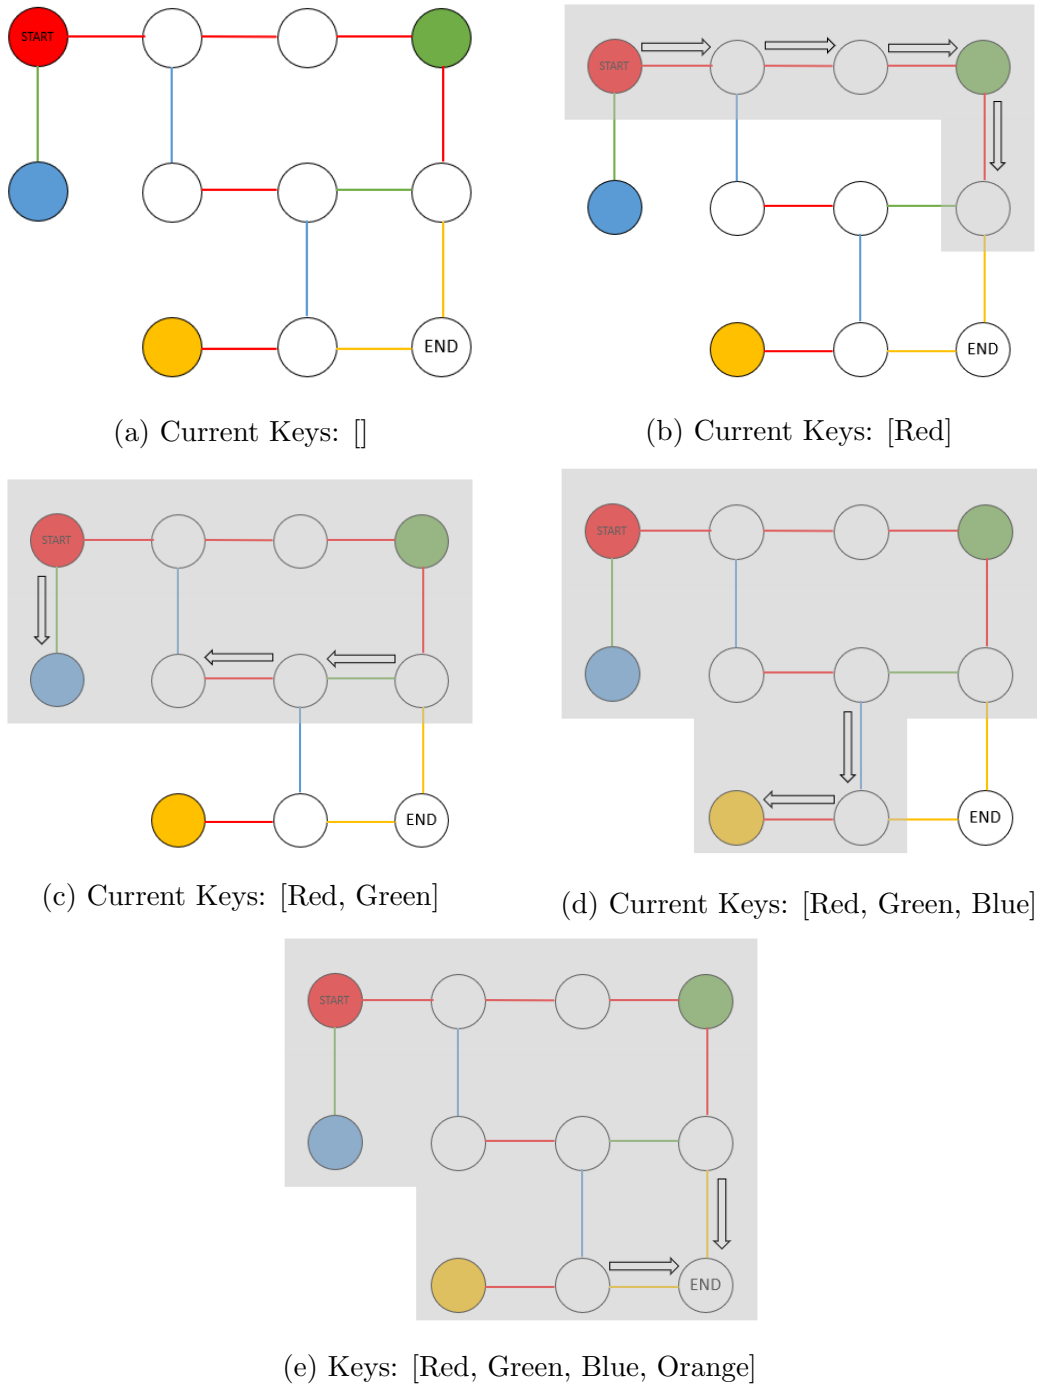 START
END
(a) Current Keys: []
START
END
(b) Current Keys: [Red]
START
END
(c) Current Keys: [Red, Green]
START
END
(d) Current Keys: [Red, Green, Blue]
START
END
(e) Keys: [Red, Green, Blue, Orange]